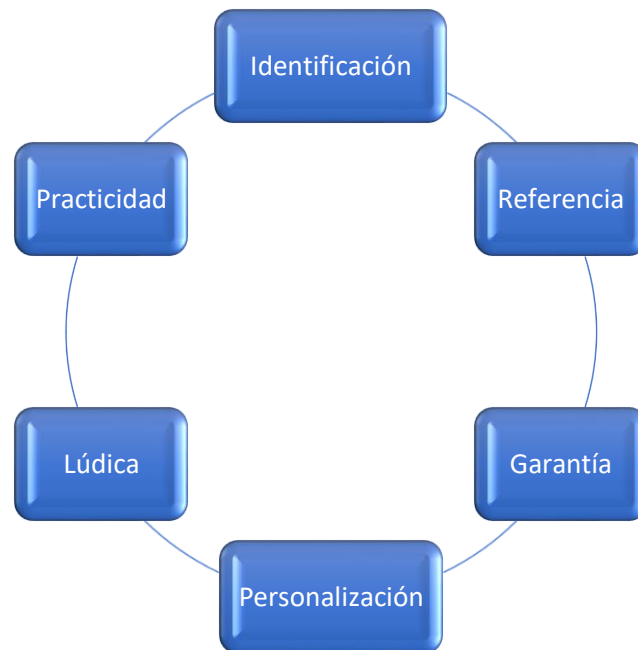 Identificación
Practicidad
Referencia
Lúdica
Garantía
Personalización